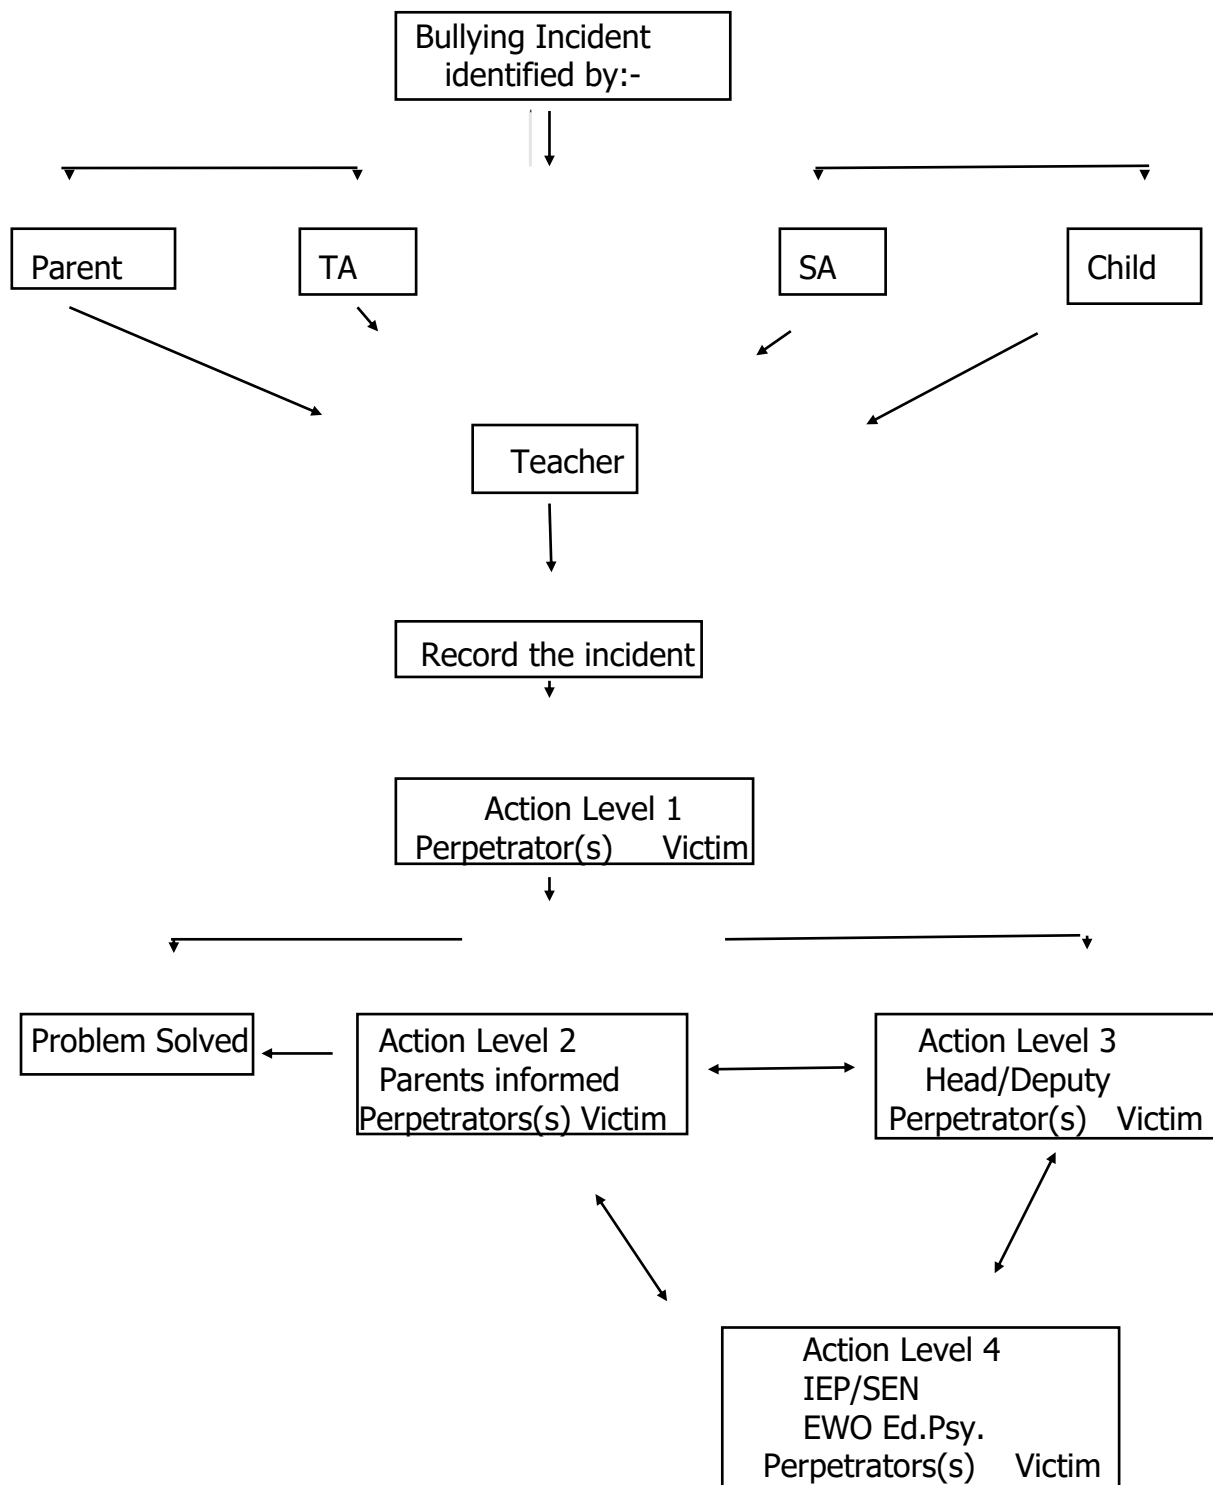 Bullying Incident
identified by:-
Parent
TA
SA
Child
Teacher
Record the incident
Action Level 1
Perpetrator(s) Victim
Problem Solved
Action Level 2
Parents informed
Perpetrators(s) Victim
Action Level 3
Head/Deputy
Perpetrator(s) Victim
Action Level 4
IEP/SEN
EWO Ed.Psy.
Perpetrators(s) Victim